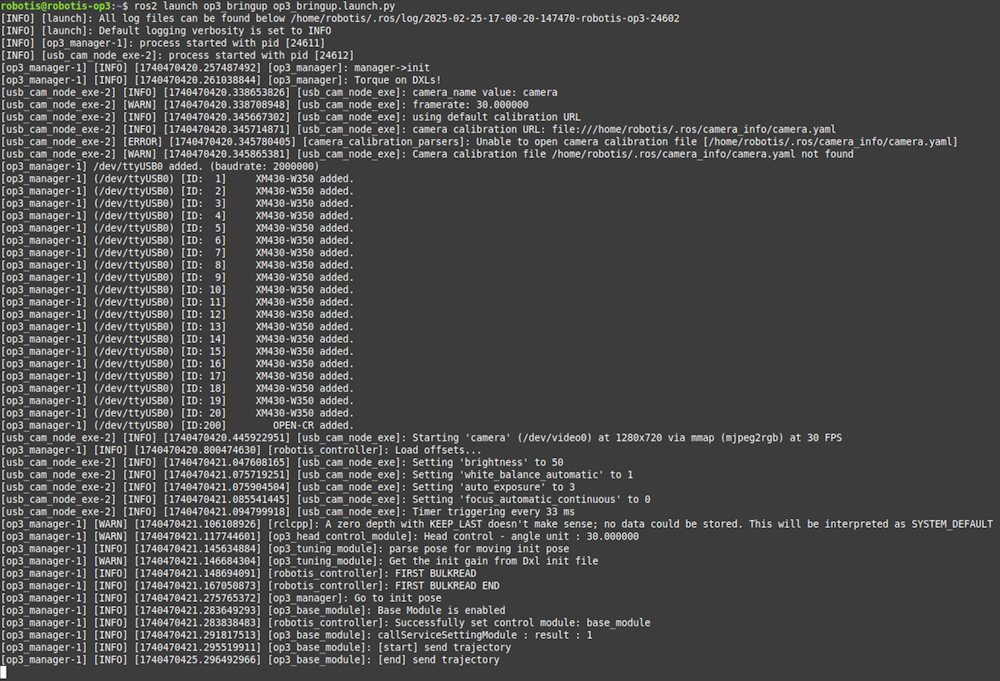 robotis@robotis-op3:~$ ros2 launch op3_bringup op3_bringup.launch.py
[INFO] [launch]: All log files can be found below /home/robotis/.ros/log/2025-02-25-17-00-20-147470-robotis-op3-24602
[INFO] [launch]: Default logging verbosity is set to INFO
[INFO] [op3_manager-1]: process started with pid [24611]
[INFO] [usb_cam_node_exe-2]: process started with pid [24612]
[op3_manager-1] [INFO] [1740470420.257487492] [op3_manager]: manager->init
[op3_manager-1] [INFO] [1740470420.261038844] [op3_manager]: Torque on DXLs!
[usb_cam_node_exe-2] [INFO] [1740470420.338653826] [usb_cam_node_exe]: camera_name value: camera
[usb_cam_node_exe-2] [WARN] [1740470420.338708948] [usb_cam_node_exe]: framerate: 30.000000
[usb_cam_node_exe-2] [INFO] [1740470420.345667302] [usb_cam_node_exe]: using default calibration URL
[usb_cam_node_exe-2] [INFO] [1740470420.345714871] [usb_cam_node_exe]: camera calibration URL: file:///home/robotis/.ros/camera_info/camera.yaml
[usb_cam_node_exe-2] [ERROR] [1740470420.345780405] [camera_calibration_parsers]: Unable to open camera calibration file [/home/robotis/.ros/camera_info/camera.yaml]
[usb_cam_node_exe-2] [WARN] [1740470420.345865381] [usb_cam_node_exe]: Camera calibration file /home/robotis/.ros/camera_info/camera.yaml not found
[op3_manager-1] /dev/ttyUSB0 added. (baudrate: 2000000)
[op3_manager-1] (/dev/ttyUSB0) [ID:  1]     XM430-W350 added.
[op3_manager-1] (/dev/ttyUSB0) [ID:  2]     XM430-W350 added.
[op3_manager-1] (/dev/ttyUSB0) [ID:  3]     XM430-W350 added.
[op3_manager-1] (/dev/ttyUSB0) [ID:  4]     XM430-W350 added.
[op3_manager-1] (/dev/ttyUSB0) [ID:  5]     XM430-W350 added.
[op3_manager-1] (/dev/ttyUSB0) [ID:  6]     XM430-W350 added.
[op3_manager-1] (/dev/ttyUSB0) [ID:  7]     XM430-W350 added.
[op3_manager-1] (/dev/ttyUSB0) [ID:  8]     XM430-W350 added.
[op3_manager-1] (/dev/ttyUSB0) [ID:  9]     XM430-W350 added.
[op3_manager-1] (/dev/ttyUSB0) [ID: 10]     XM430-W350 added.
[op3_manager-1] (/dev/ttyUSB0) [ID: 11]     XM430-W350 added.
[op3_manager-1] (/dev/ttyUSB0) [ID: 12]     XM430-W350 added.
[op3_manager-1] (/dev/ttyUSB0) [ID: 13]     XM430-W350 added.
[op3_manager-1] (/dev/ttyUSB0) [ID: 14]     XM430-W350 added.
[op3_manager-1] (/dev/ttyUSB0) [ID: 15]     XM430-W350 added.
[op3_manager-1] (/dev/ttyUSB0) [ID: 16]     XM430-W350 added.
[op3_manager-1] (/dev/ttyUSB0) [ID: 17]     XM430-W350 added.
[op3_manager-1] (/dev/ttyUSB0) [ID: 18]     XM430-W350 added.
[op3_manager-1] (/dev/ttyUSB0) [ID: 19]     XM430-W350 added.
[op3_manager-1] (/dev/ttyUSB0) [ID: 20]     XM430-W350 added.
[op3_manager-1] (/dev/ttyUSB0) [ID:200]        OPEN-CR added.
[usb_cam_node_exe-2] [INFO] [1740470420.445922951] [usb_cam_node_exe]: Starting 'camera' (/dev/video0) at 1280x720 via mmap (mjpeg2rgb) at 30 FPS
[op3_manager-1] [INFO] [1740470420.800474630] [robotis_controller]: Load offsets...
[usb_cam_node_exe-2] [INFO] [1740470421.047608165] [usb_cam_node_exe]: Setting 'brightness' to 50
[usb_cam_node_exe-2] [INFO] [1740470421.075719251] [usb_cam_node_exe]: Setting 'white_balance_automatic' to 1
[usb_cam_node_exe-2] [INFO] [1740470421.075904504] [usb_cam_node_exe]: Setting 'auto_exposure' to 3
[usb_cam_node_exe-2] [INFO] [1740470421.085541445] [usb_cam_node_exe]: Setting 'focus_automatic_continuous' to 0
[usb_cam_node_exe-2] [INFO] [1740470421.094799918] [usb_cam_node_exe]: Timer triggering every 33 ms
[op3_manager-1] [WARN] [1740470421.106108926] [rclcpp]: A zero depth with KEEP_LAST doesn't make sense; no data could be stored. This will be interpreted as SYSTEM_DEFAULT
[op3_manager-1] [WARN] [1740470421.117744601] [op3_head_control_module]: Head control - angle unit : 30.000000
[op3_manager-1] [INFO] [1740470421.145634884] [op3_tuning_module]: parse pose for moving init pose
[op3_manager-1] [WARN] [1740470421.146684304] [op3_tuning_module]: Get the init gain from Dxl init file
[op3_manager-1] [INFO] [1740470421.148694091] [robotis_controller]: FIRST BULKREAD
[op3_manager-1] [INFO] [1740470421.167050873] [robotis_controller]: FIRST BULKREAD END
[op3_manager-1] [INFO] [1740470421.275765372] [op3_manager]: Go to init pose
[op3_manager-1] [INFO] [1740470421.283649293] [op3_base_module]: Base Module is enabled
[op3_manager-1] [INFO] [1740470421.283838483] [robotis_controller]: Successfully set control module: base_module
[op3_manager-1] [INFO] [1740470421.291817513] [op3_base_module]: callServiceSettingModule : result : 1
[op3_manager-1] [INFO] [1740470421.295519911] [op3_base_module]: [start] send trajectory
[op3_manager-1] [INFO] [1740470425.296492966] [op3_base_module]: [end] send trajectory